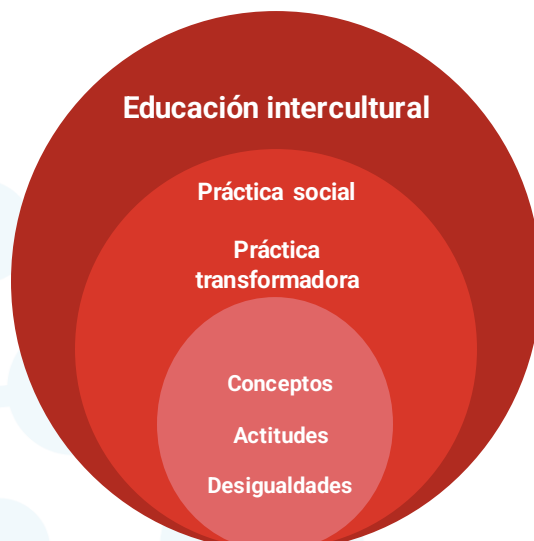 Educación intercultural
Práctica social
Práctica
transformadora
Conceptos
Actitudes
Desigualdades